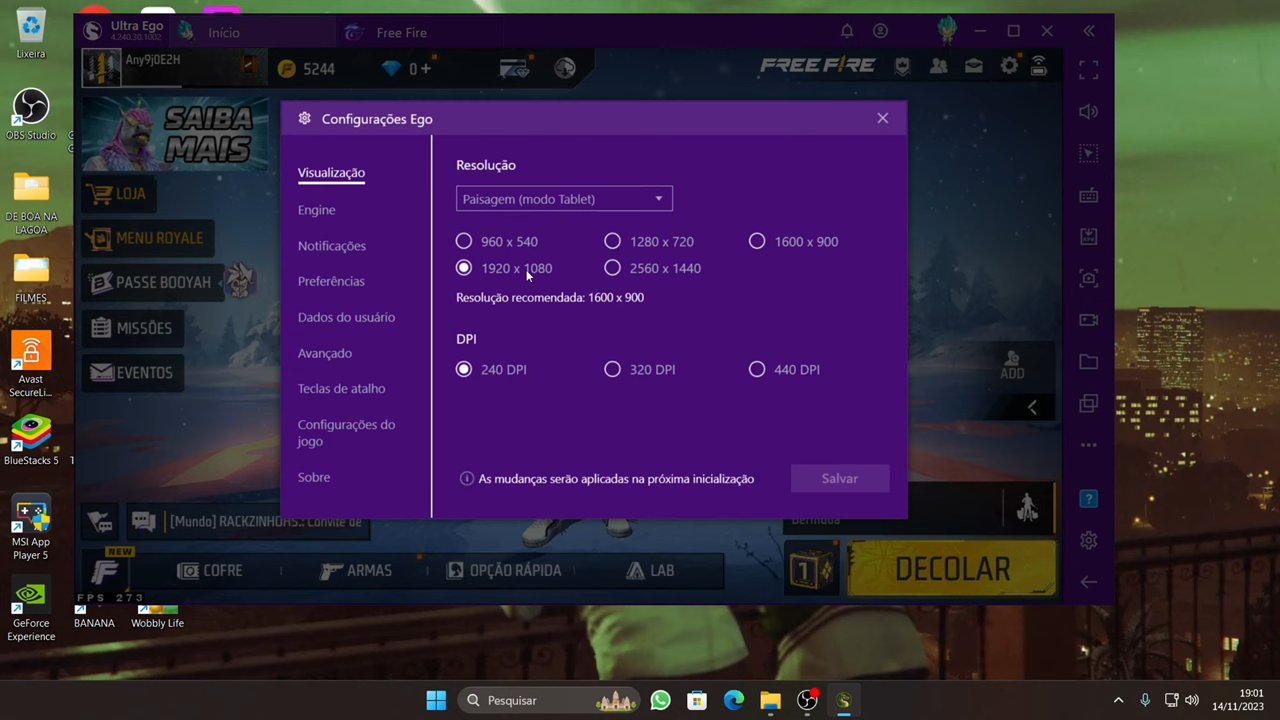 Ultra Ego
4.240.30.1002
Início
Free Fire
Lixeira
Any9j0E2H
5244
0 +
FREE FIRE
SAIBA
MAIS
Configurações Ego
OBS Studio
LOJA
Visualização
Resolução
Paisagem (modo Tablet)
DE BOA NA
LAGOA
MENU ROYALE
Engine
960 x 540
1280 x 720
1600 x 900
Notificações
1920 x 1080
2560 x 1440
FILMES
PASSE BOOYAH
Preferências
Resolução recomendada: 1600 x 900
MISSÕES
Dados do usuário
DPI
Avast
SecureLi...
EVENTOS
Avançado
240 DPI
320 DPI
440 DPI
ADD
Teclas de atalho
Configurações do
jogo
BlueStacks 5
Sobre
As mudanças serão aplicadas na próxima inicialização
Salvar
MSI App
Player 5
[Mundo] RACKZINHOMS.: Convite de
Bermuda
NEW
COFRE
ARMAS
OPÇÃO RÁPIDA
LAB
1
DECOLAR
FPS 273
GeForce
Experience
BANANA
Wobbly Life
Pesquisar
19:01
14/11/2023